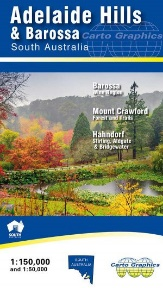 Adelaide Hills
& Barossa
South Australia
Carto Graphics
Barossa
Wine Region
Mount Crawford
Forest and Trails
Hahndorf
Stirling, Aldgate
& Bridgewater
1:150,000
and 1:50,000
SOUTH
AUSTRALIA
Carto Graphics